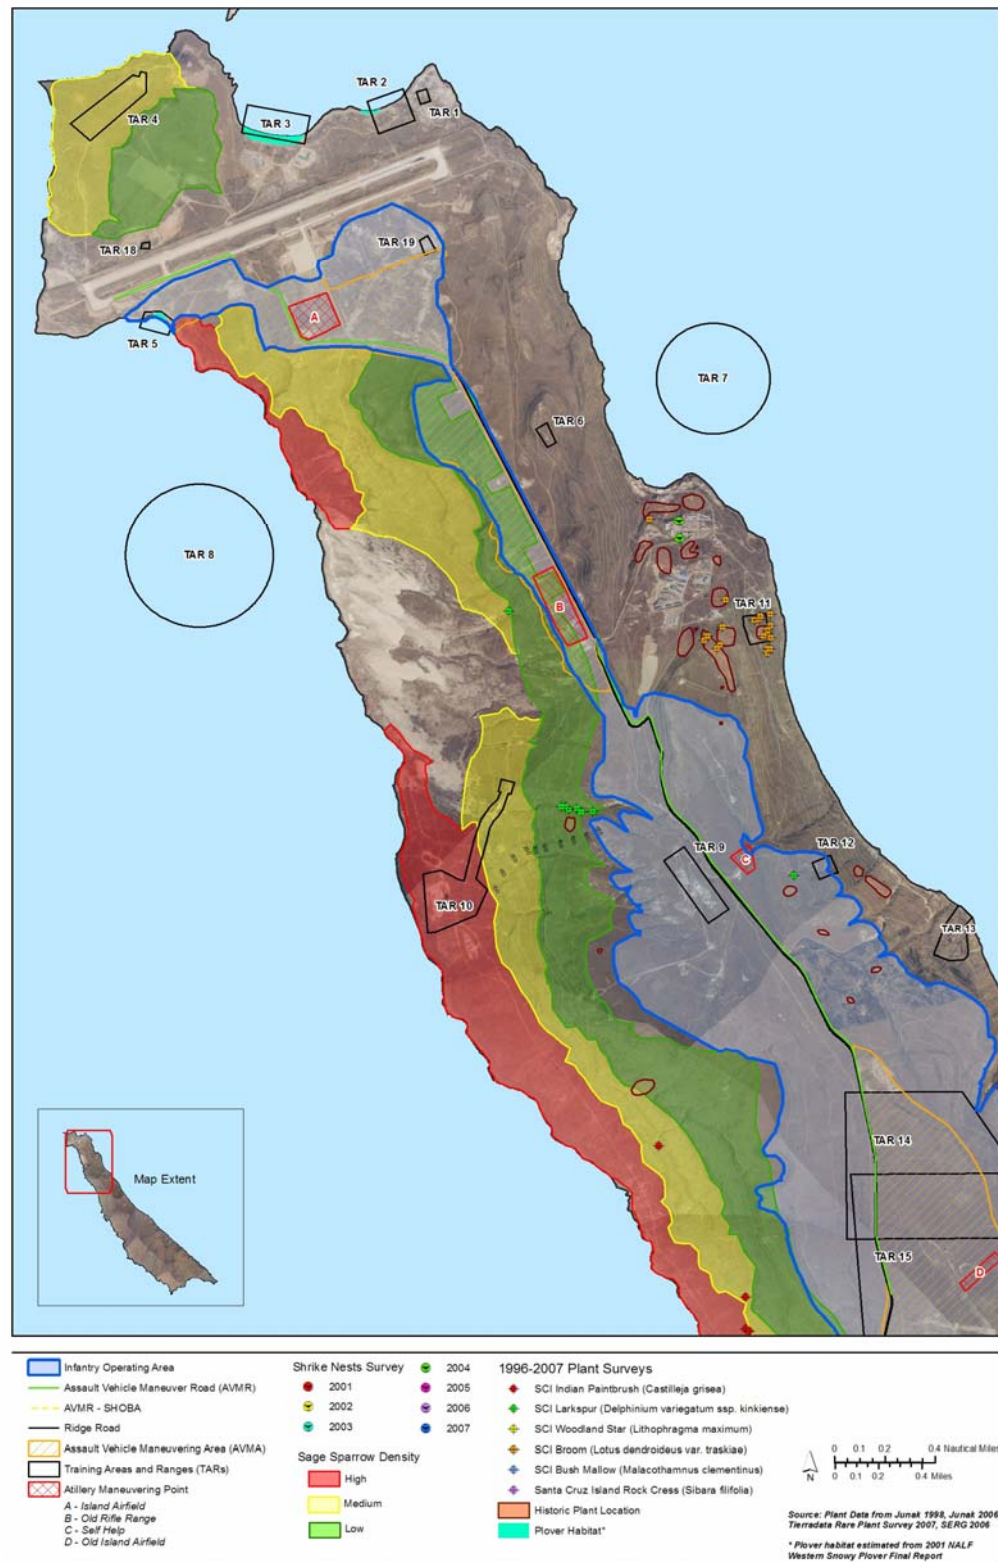 TAR 2
TAR 1
TAR 3
TAR 4
TAR 18
TAR 19
A
TAR 5
TAR 7
TAR 6
TAR 8
B
TAR 11
TAR 12
TAR 9
C
TAR 10
TAR 13
TAR 14
Map Extent
TAR 15
D
Infantry Operating Area
Assault Vehicle Maneuver Road (AVMR)
AVMR - SHOBA
Ridge Road
Assault Vehicle Maneuvering Area (AVMA)
Training Areas and Ranges (TARs)
Atillery Maneuvering Point
A - Island Airfield
B - Old Rifle Range
C - Self Help
D - Old Island Airfield
Shrike Nests Survey
2001
2002
2003
2004
2005
2006
2007
Sage Sparrow Density
High
Medium
Low
1996-2007 Plant Surveys
SCI Indian Paintbrush (Castilleja grisea)
SCI Larkspur (Delphinium variegatum ssp. kinkiense)
SCI Woodland Star (Lithophragma maximum)
SCI Broom (Lotus dendroideus var. traskiae)
SCI Bush Mallow (Malacothamnus clementinus)
Santa Cruz Island Rock Cress (Sibara filifolia)
Historic Plant Location
Plover Habitat*
N
0 0.1 0.2 0.4 Nautical Miles
0 0.1 0.2 0.4 Miles
Source: Plant Data from Junak 1998, Junak 2006
Tierradata Rare Plant Survey 2007, SERG 2006
* Plover habitat estimated from 2001 NALF
Western Snowy Plover Final Report